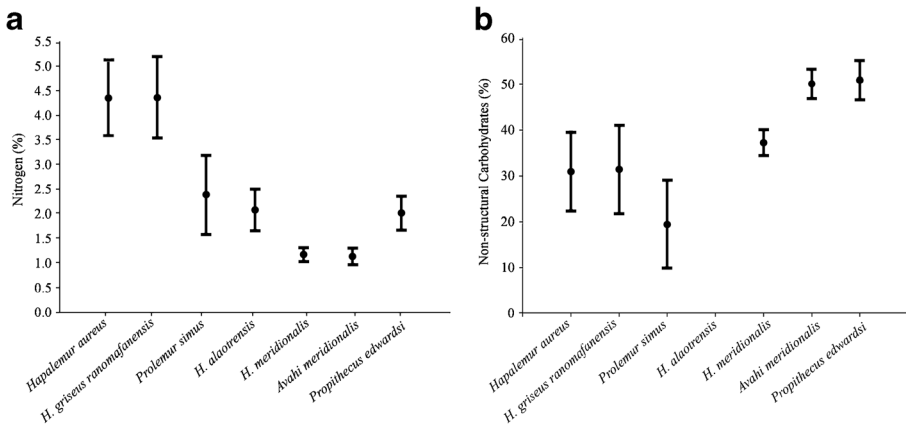 a
5.5
5.0
4.5
4.0
3.5
3.0
2.5
2.0
1.5
1.0
0.5
0.0
Nitrogen (%)
Hapalemur aureus
H. griseus ranomafanensis
Prolemur simus
H. alaotrensis
H. meridionalis
Avahi meridionalis
Propithecus edwardsi
b
60
50
40
30
20
10
0
Non-structural Carbohydrates (%)
Hapalemur aureus
H. griseus ranomafanensis
Prolemur simus
H. alaotrensis
H. meridionalis
Avahi meridionalis
Propithecus edwardsi